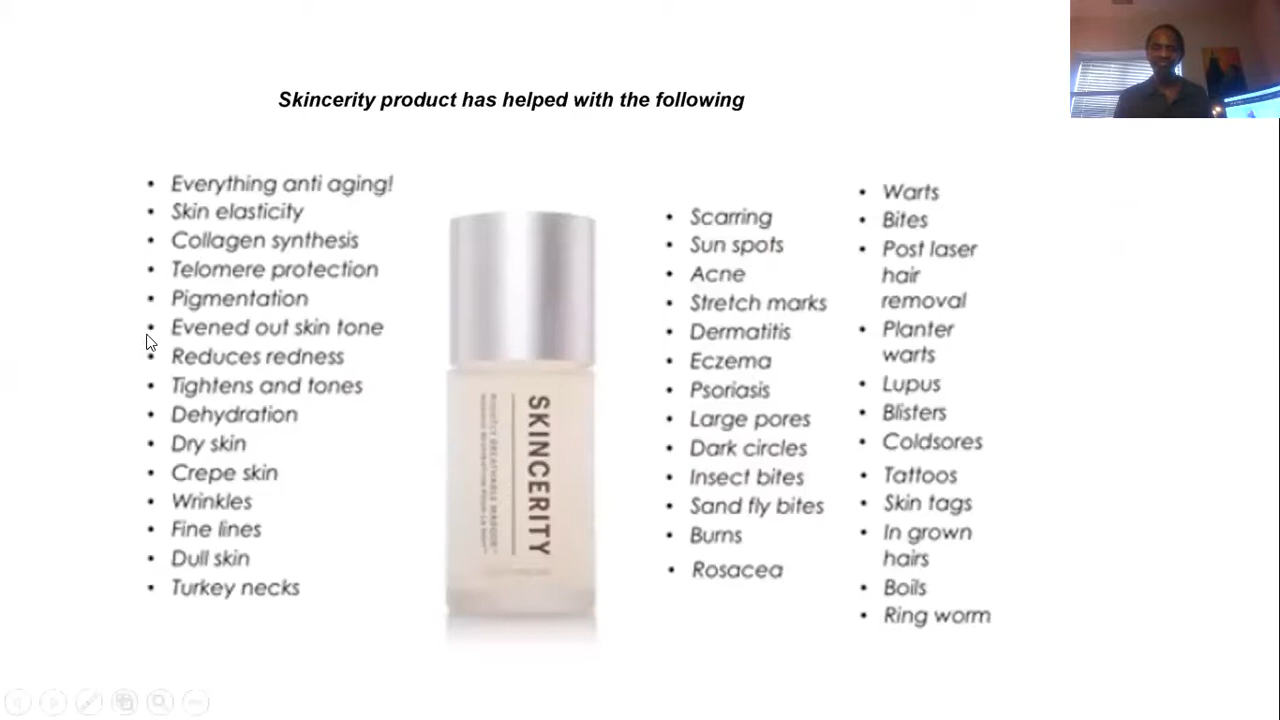 Skincerity product has helped with the following
• Everything anti aging!
• Skin elasticity
• Collagen synthesis
• Telomere protection
• Pigmentation
• Evened out skin tone
• Reduces redness
• Tightens and tones
• Dehydration
• Dry skin
• Crepe skin
• Wrinkles
• Fine lines
• Dull skin
• Turkey necks
SKINCERITY
NIGHTLY BREATHABLE MASQUE
• Scarring
• Sun spots
• Acne
• Stretch marks
• Dermatitis
• Eczema
• Psoriasis
• Large pores
• Dark circles
• Insect bites
• Sand fly bites
• Burns
• Rosacea
• Warts
• Bites
• Post laser
hair
removal
• Planter
warts
• Lupus
• Blisters
• Coldsores
• Tattoos
• Skin tags
• In grown
hairs
• Boils
• Ring worm